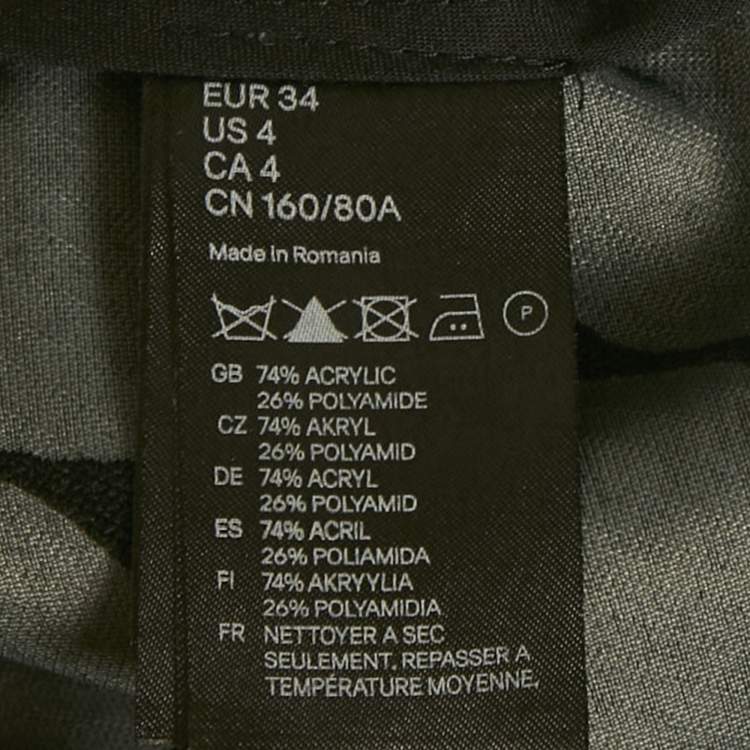 EUR 34
US 4
CA 4
CN 160/80A
Made in Romania
P
GB 74% ACRYLIC
26% POLYAMIDE
CZ 74% AKRYL
26% POLYAMID
DE 74% ACRYL
26% POLYAMID
ES 74% ACRIL
26% POLIAMIDA
FI 74% AKRYYLIA
26% POLYAMIDIA
FR NETTOYER A SEC
SEULEMENT. REPASSER A
TEMPÉRATURE MOYENNE.